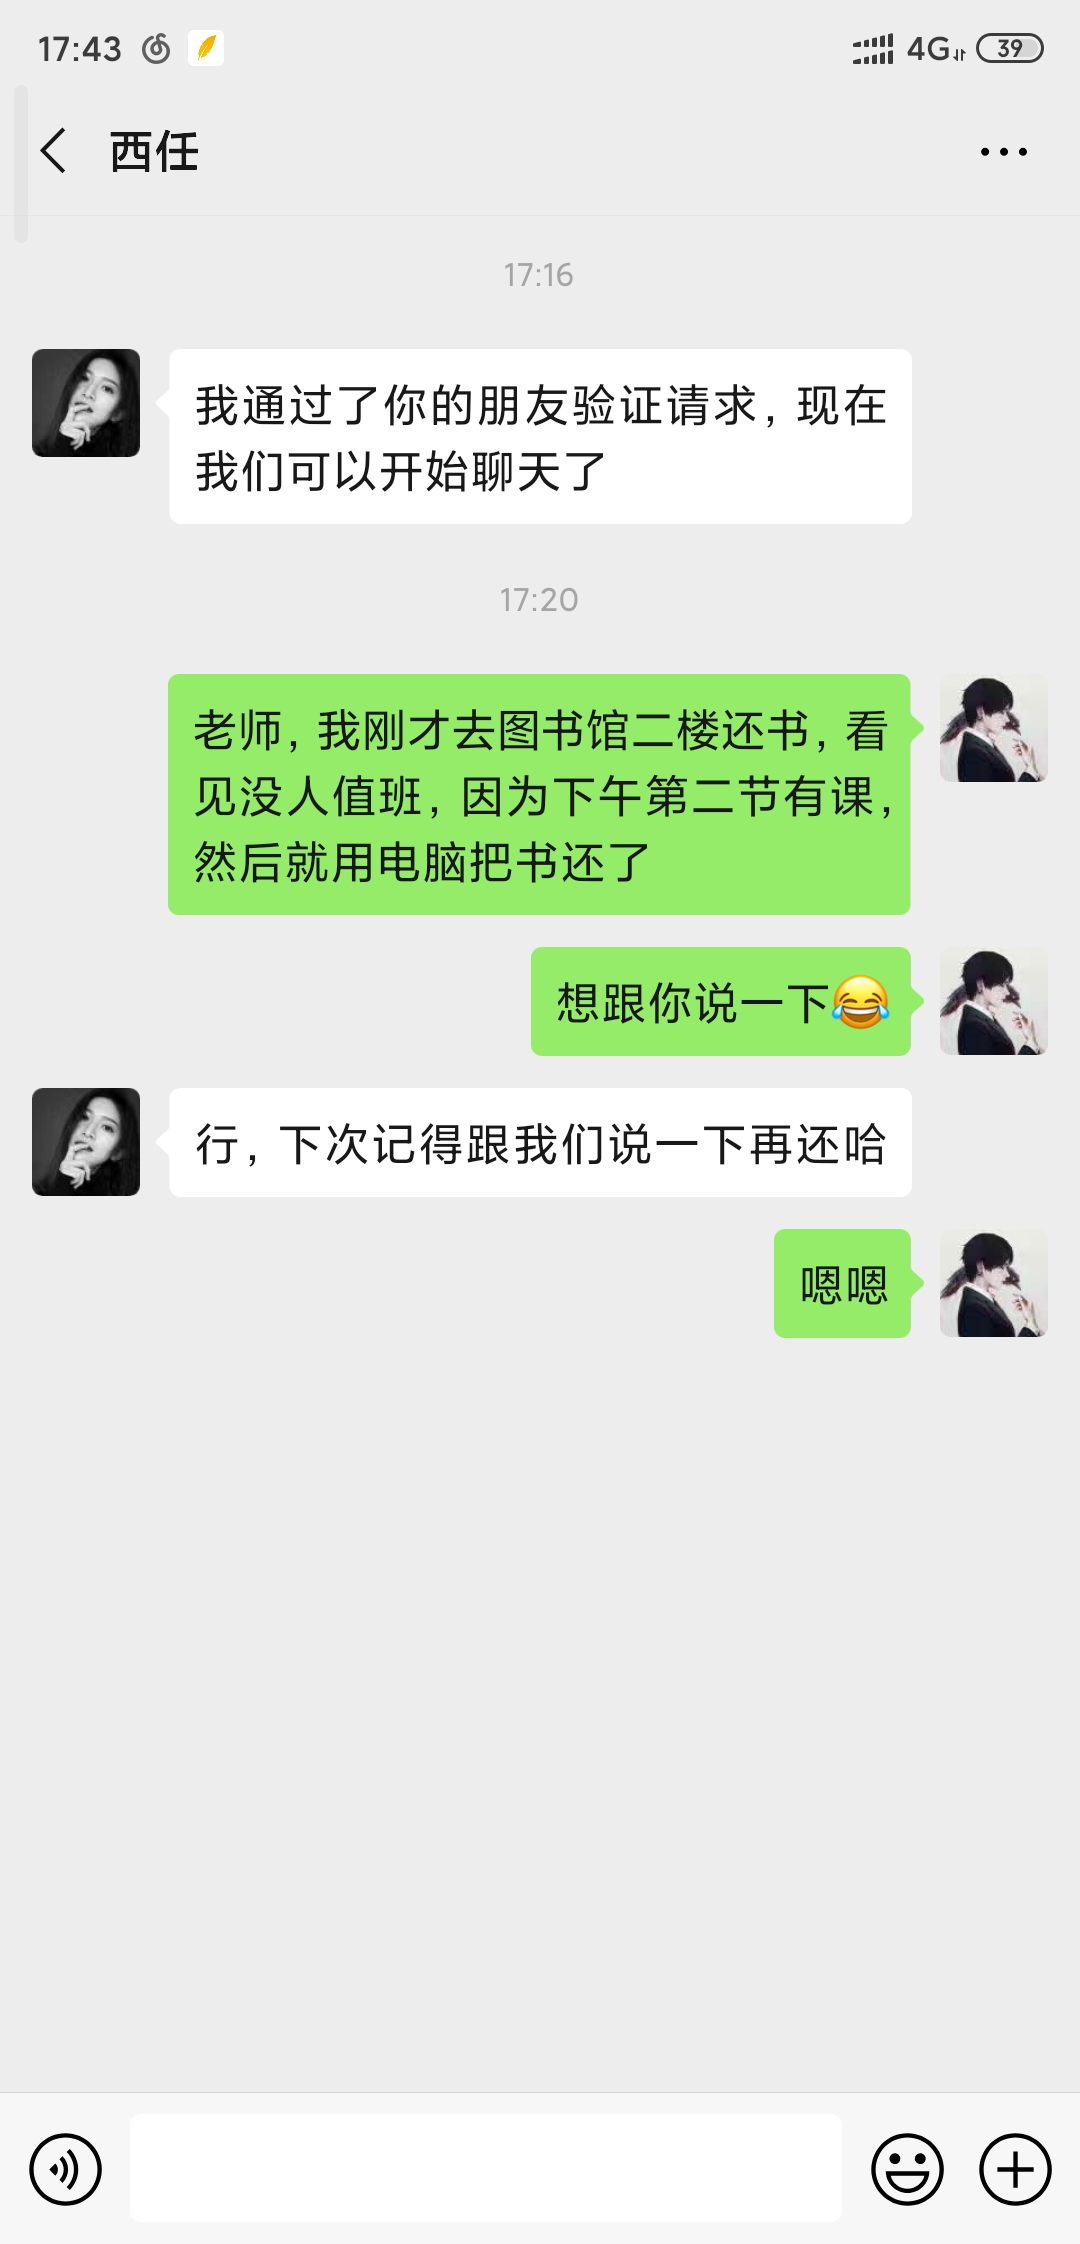 17:43
4G
39
西任
17:16
我通过了你的朋友验证请求，现在
我们可以开始聊天了
17:20
老师，我刚才去图书馆二楼还书，看
见没人值班，因为下午第二节有课，
然后就用电脑把书还了
想跟你说一下😂
行，下次记得跟我们说一下再还哈
嗯嗯